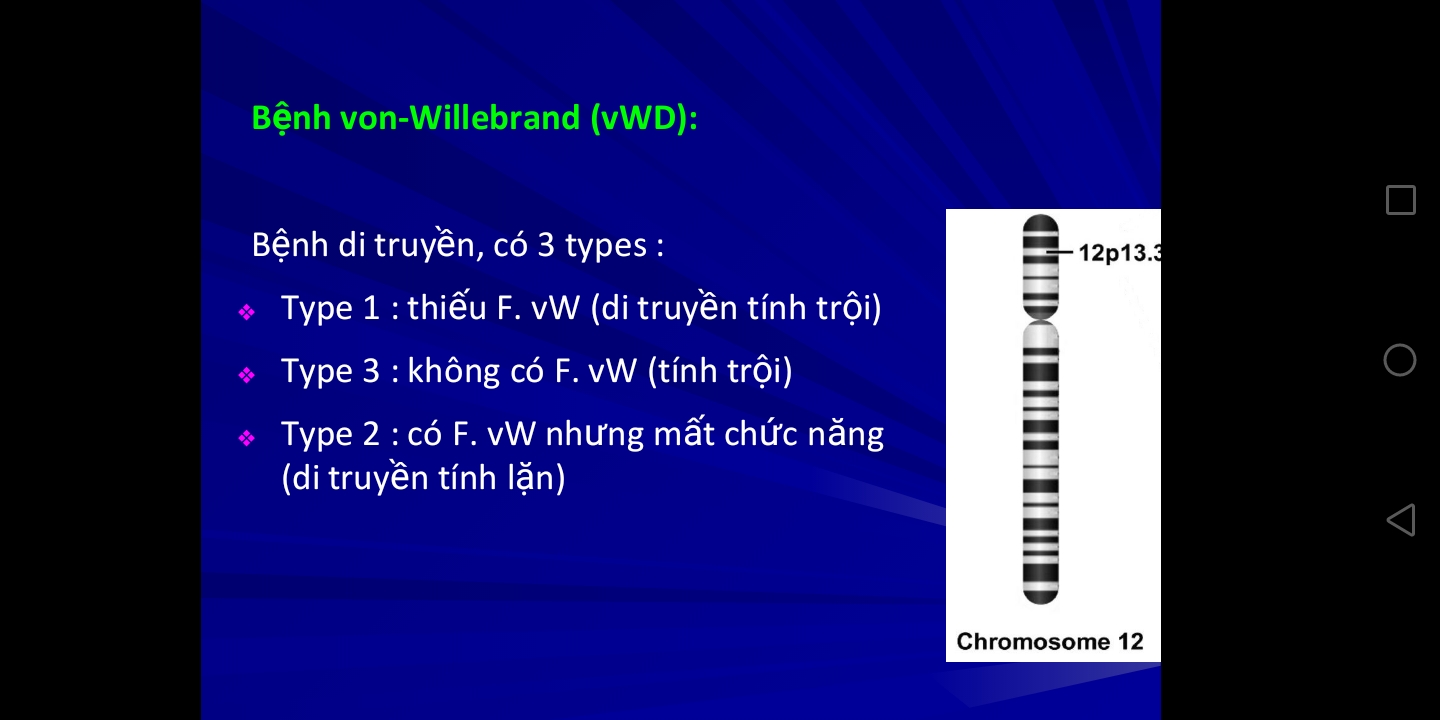 Bệnh von-Willebrand (vWD):
Bệnh di truyền, có 3 types :
Type 1 : thiếu F. vW (di truyền tính trội)
Type 3 : không có F. vW (tính trội)
Type 2 : có F. vW nhưng mất chức năng
(di truyền tính lặn)
12p13.3
Chromosome 12